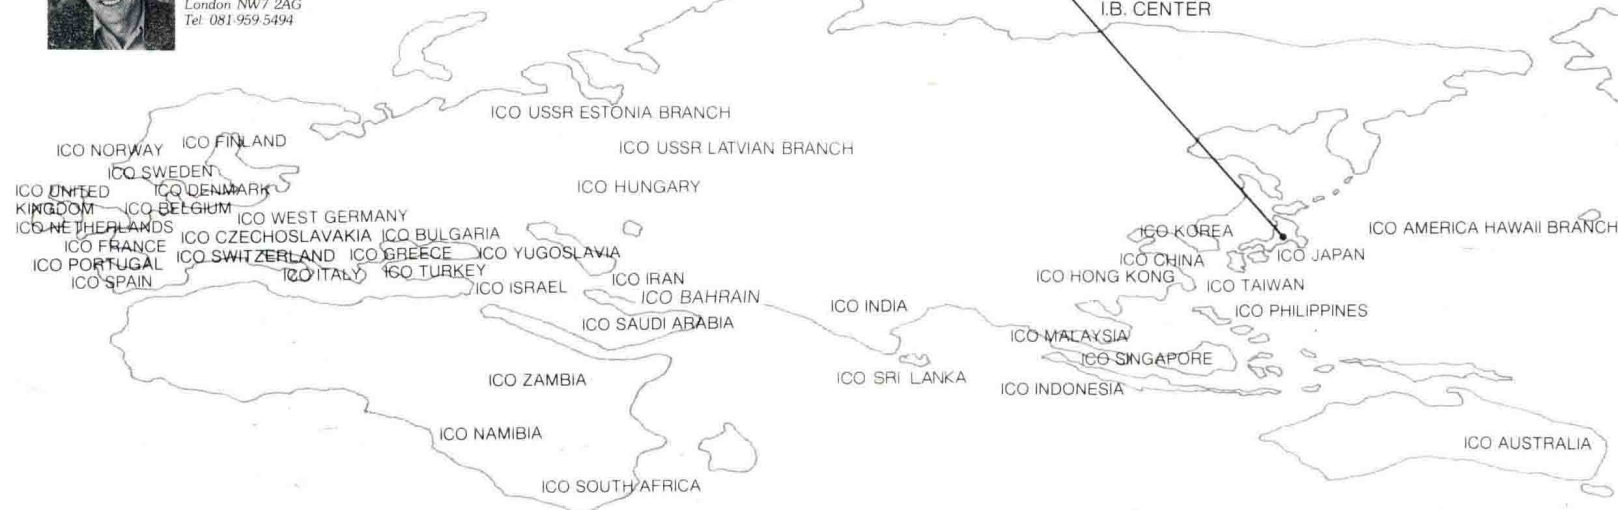 London NW7 2AG
Tel: 081-959-5494
I.B. CENTER
ICO USSR ESTONIA BRANCH
ICO NORWAY
ICO FINLAND
ICO USSR LATVIAN BRANCH
ICO SWEDEN
ICO HUNGARY
ICO UNITED
KINGDOM
ICO DENMARK
ICO BELGIUM
ICO WEST GERMANY
ICO NETHERLANDS
ICO CZECHOSLAVAKIA
ICO BULGARIA
ICO KOREA
ICO AMERICA HAWAII BRANCH
ICO FRANCE
ICO SWITZERLAND
ICO GREECE
ICO YUGOSLAVIA
ICO CHINA
ICO JAPAN
ICO PORTUGAL
ICO ITALY
ICO TURKEY
ICO SPAIN
ICO ISRAEL
ICO IRAN
ICO HONG KONG
ICO TAIWAN
ICO BAHRAIN
ICO INDIA
ICO PHILIPPINES
ICO SAUDI ARABIA
ICO MALAYSIA
ICO SINGAPORE
ICO ZAMBIA
ICO SRI LANKA
ICO INDONESIA
ICO NAMIBIA
ICO AUSTRALIA
ICO SOUTH AFRICA